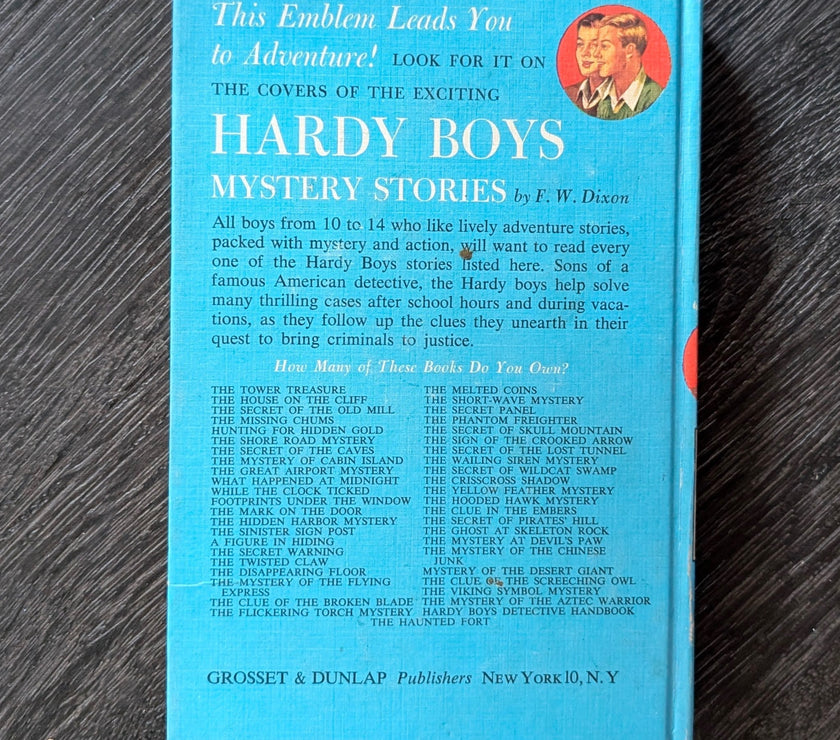 This Emblem Leads You
to Adventure! LOOK FOR IT ON
THE COVERS OF THE EXCITING
HARDY BOYS
MYSTERY STORIES by F. W. Dixon
All boys from 10 to 14 who like lively adventure stories,
packed with mystery and action, will want to read every
one of the Hardy Boys stories listed here. Sons of a
famous American detective, the Hardy boys help solve
many thrilling cases after school hours and during vaca-
tions, as they follow up the clues they unearth in their
quest to bring criminals to justice.
How Many of These Books Do You Own?
THE TOWER TREASURE
THE HOUSE ON THE CLIFF
THE SECRET OF THE OLD MILL
THE MISSING CHUMS
HUNTING FOR HIDDEN GOLD
THE SHORE ROAD MYSTERY
THE SECRET OF THE CAVES
THE MYSTERY OF CABIN ISLAND
THE GREAT AIRPORT MYSTERY
WHAT HAPPENED AT MIDNIGHT
WHILE THE CLOCK TICKED
FOOTPRINTS UNDER THE WINDOW
THE MARK ON THE DOOR
THE HIDDEN HARBOR MYSTERY
THE SINISTER SIGN POST
A FIGURE IN HIDING
THE SECRET WARNING
THE TWISTED CLAW
THE DISAPPEARING FLOOR
THE MYSTERY OF THE FLYING
EXPRESS
THE CLUE OF THE BROKEN BLADE
THE FLICKERING TORCH MYSTERY
THE MELTED COINS
THE SHORT-WAVE MYSTERY
THE SECRET PANEL
THE PHANTOM FREIGHTER
THE SECRET OF SKULL MOUNTAIN
THE SIGN OF THE CROOKED ARROW
THE SECRET OF THE LOST TUNNEL
THE WAILING SIREN MYSTERY
THE SECRET OF WILDCAT SWAMP
THE CRISSCROSS SHADOW
THE YELLOW FEATHER MYSTERY
THE HOODED HAWK MYSTERY
THE CLUE IN THE EMBERS
THE SECRET OF PIRATES' HILL
THE GHOST AT SKELETON ROCK
THE MYSTERY AT DEVIL'S PAW
THE MYSTERY OF THE CHINESE
JUNK
MYSTERY OF THE DESERT GIANT
THE CLUE OF THE SCREECHING OWL
THE VIKING SYMBOL MYSTERY
THE MYSTERY OF THE AZTEC WARRIOR
HARDY BOYS DETECTIVE HANDBOOK
THE HAUNTED FORT
GROSSET & DUNLAP Publishers NEW YORK 10, N. Y